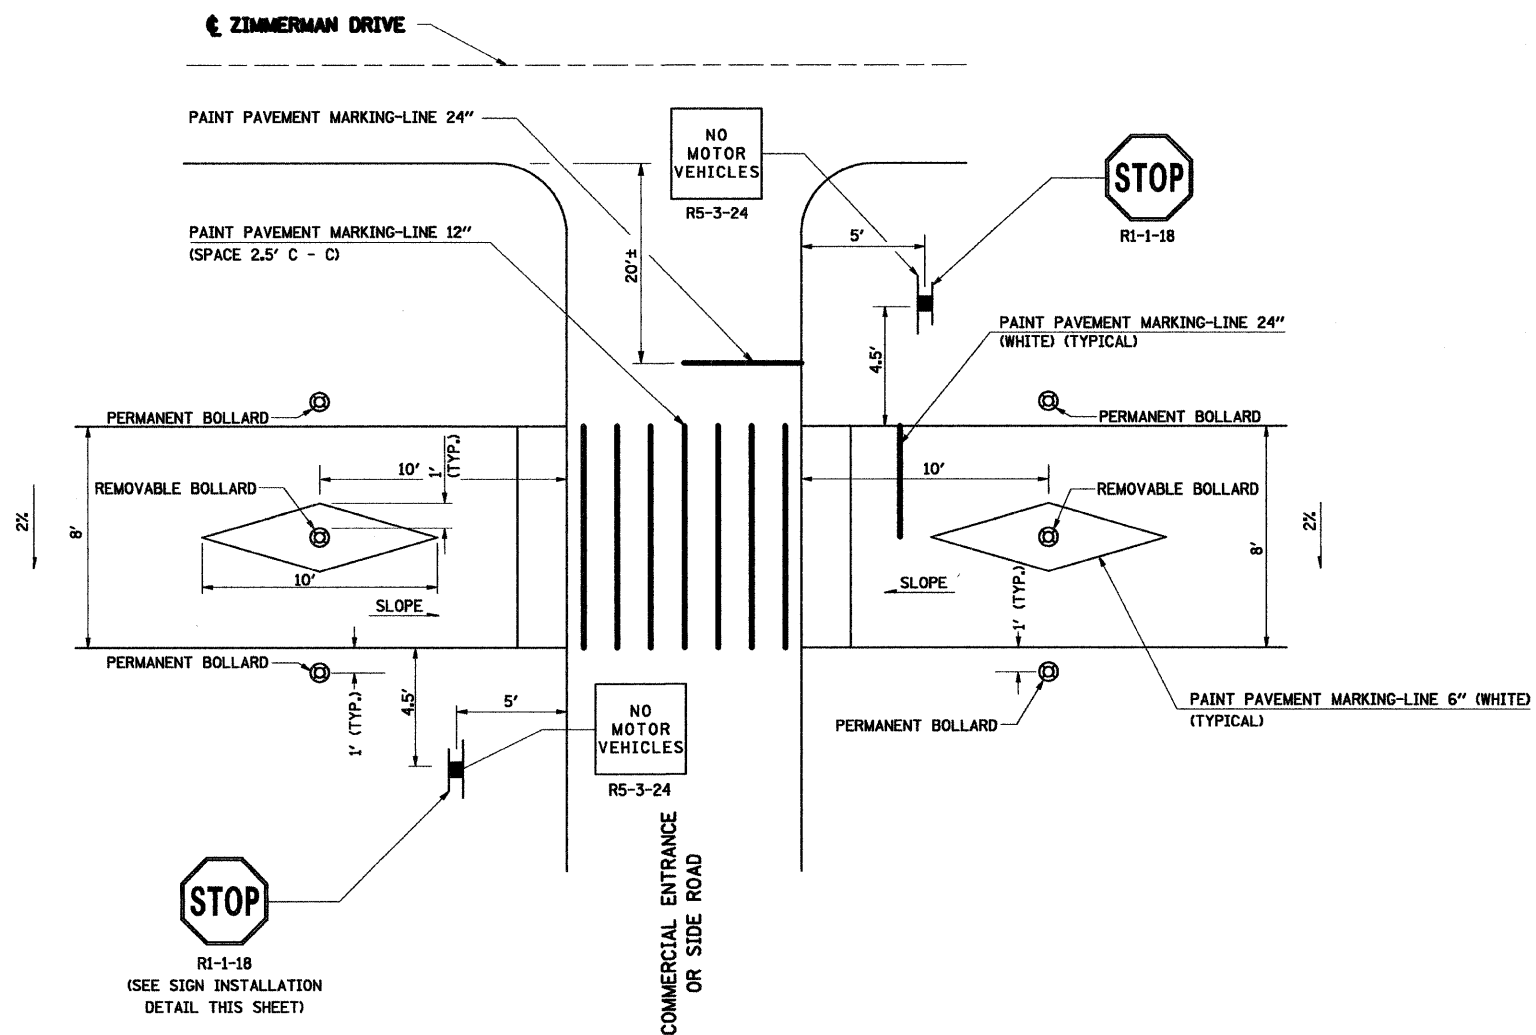 ℄ ZIMMERMAN DRIVE
PAINT PAVEMENT MARKING-LINE 24"
NO
MOTOR
VEHICLES
R5-3-24
STOP
R1-1-18
PAINT PAVEMENT MARKING-LINE 12"
(SPACE 2.5' C - C)
20'±
5'
4.5'
PAINT PAVEMENT MARKING-LINE 24"
(WHITE) (TYPICAL)
PERMANENT BOLLARD
PERMANENT BOLLARD
10'
1'
(TYP.)
10'
REMOVABLE BOLLARD
REMOVABLE BOLLARD
2%
8'
8'
2%
10'
SLOPE
SLOPE
1' (TYP.)
PERMANENT BOLLARD
1' (TYP.)
4.5'
5'
NO
MOTOR
VEHICLES
R5-3-24
PERMANENT BOLLARD
PAINT PAVEMENT MARKING-LINE 6" (WHITE)
(TYPICAL)
COMMERCIAL ENTRANCE
OR SIDE ROAD
STOP
R1-1-18
(SEE SIGN INSTALLATION
DETAIL THIS SHEET)